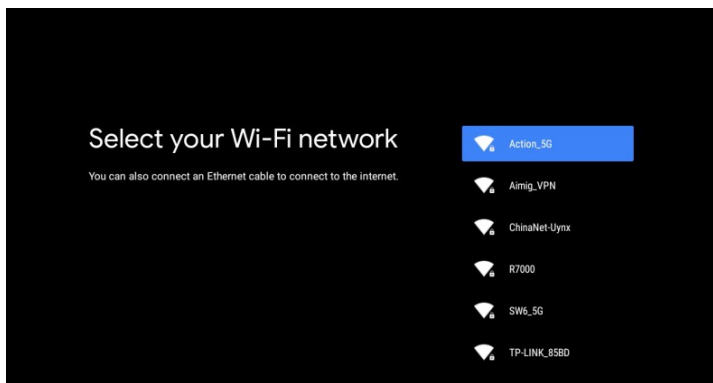 Select your Wi-Fi network
You can also connect an Ethernet cable to connect to the internet.
Action_5G
Aimig_VPN
ChinaNet-Uynx
R7000
SW6_5G
TP-LINK_85BD